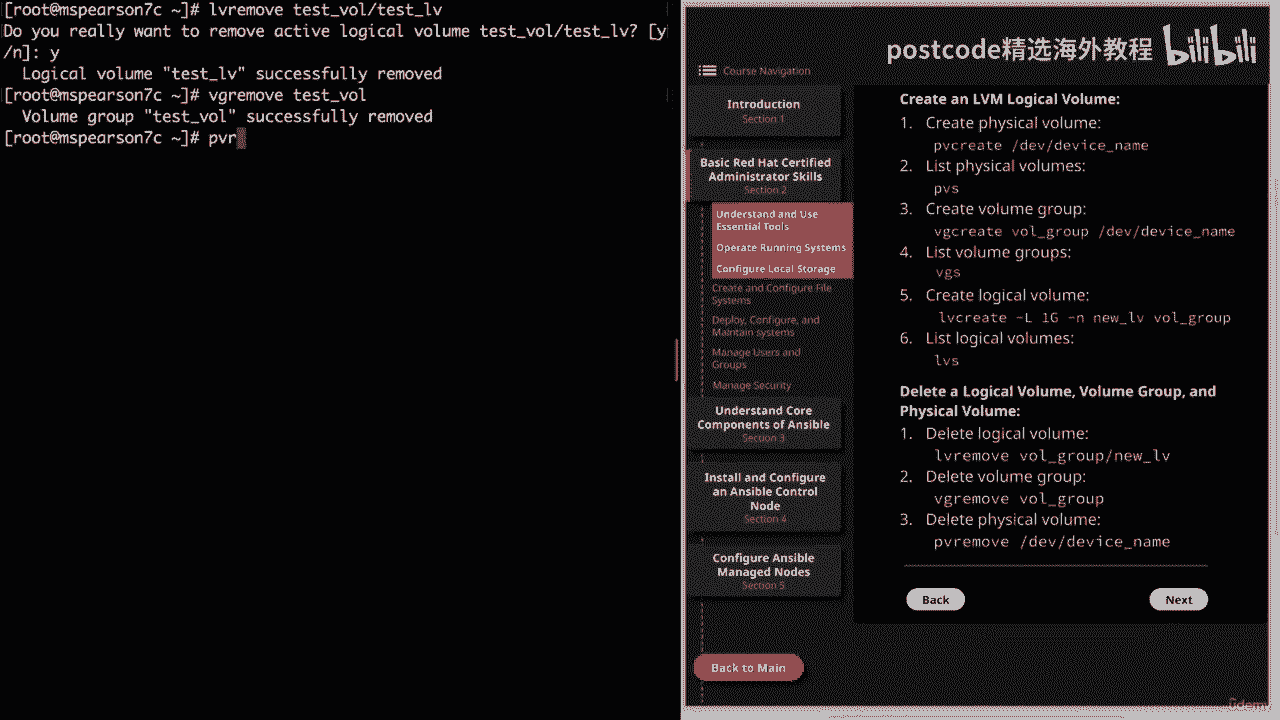 [root@mspearson7c ~]# lvremove test_vol/test_lv
Do you really want to remove active logical volume test_vol/test_lv? [y
/n]: y
Logical volume "test_lv" successfully removed
[root@mspearson7c ~]# vgremove test_vol
Volume group "test_vol" successfully removed
[root@mspearson7c ~]# pvr
postcode精选海外教程 bilibili
Course Navigation
Introduction
Section 1
Basic Red Hat Certified
Administrator Skills
Section 2
Understand and Use
Essential Tools
Operate Running Systems
Configure Local Storage
Create and Configure File
Systems
Deploy, Configure, and
Maintain systems
Manage Users and
Groups
Manage Security
Understand Core
Components of Ansible
Section 3
Install and Configure
an Ansible Control
Node
Section 4
Configure Ansible
Managed Nodes
Section 5
Back to Main
Create an LVM Logical Volume:
1. Create physical volume:
pvcreate /dev/device_name
2. List physical volumes:
pvs
3. Create volume group:
vgcreate vol_group /dev/device_name
4. List volume groups:
vgs
5. Create logical volume:
lvcreate -L 1G -n new_lv vol_group
6. List logical volumes:
lvs
Delete a Logical Volume, Volume Group, and
Physical Volume:
1. Delete logical volume:
lvremove vol_group/new_lv
2. Delete volume group:
vgremove vol_group
3. Delete physical volume:
pvremove /dev/device_name
Back
Next
ûdemy